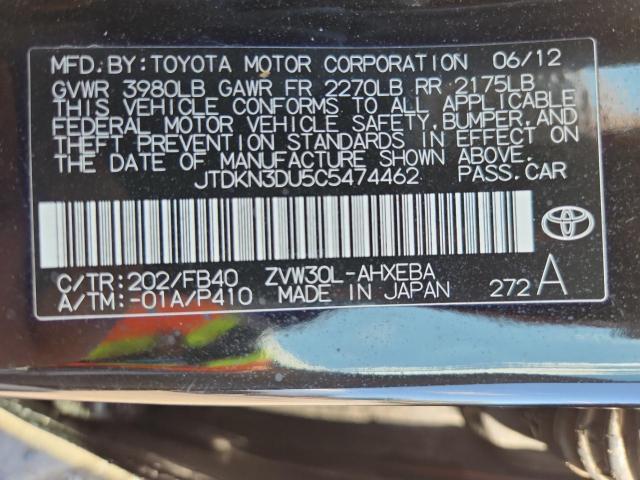 MFD. BY: TOYOTA MOTOR CORPORATION 06/12
GVWR 3980LB GAWR FR 2270LB RR 2175LB
THIS VEHICLE CONFORMS TO ALL APPLICABLE
FEDERAL MOTOR VEHICLE SAFETY, BUMPER, AND
THEFT PREVENTION STANDARDS IN EFFECT ON
THE DATE OF MANUFACTURE SHOWN ABOVE.
JTDKN3DU5C5474462 PASS. CAR
C/TR: 202/FB40 ZVW30L-AHXEBA
A/TM: -01A/P410 MADE IN JAPAN 272 A